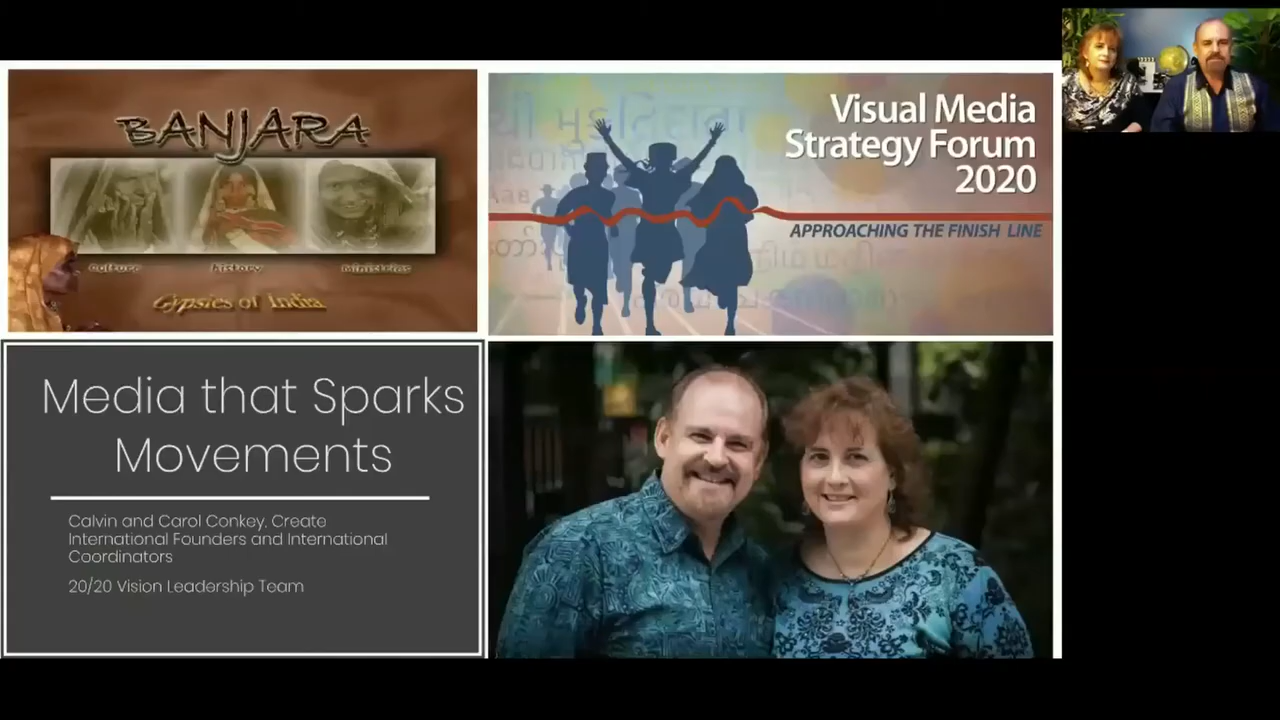 BANJARA
Culture
history
Ministries
Gypsies of India
Visual Media
Strategy Forum
2020
APPROACHING THE FINISH LINE
Media that Sparks
Movements
Calvin and Carol Conkey, Create
International Founders and International
Coordinators
20/20 Vision Leadership Team